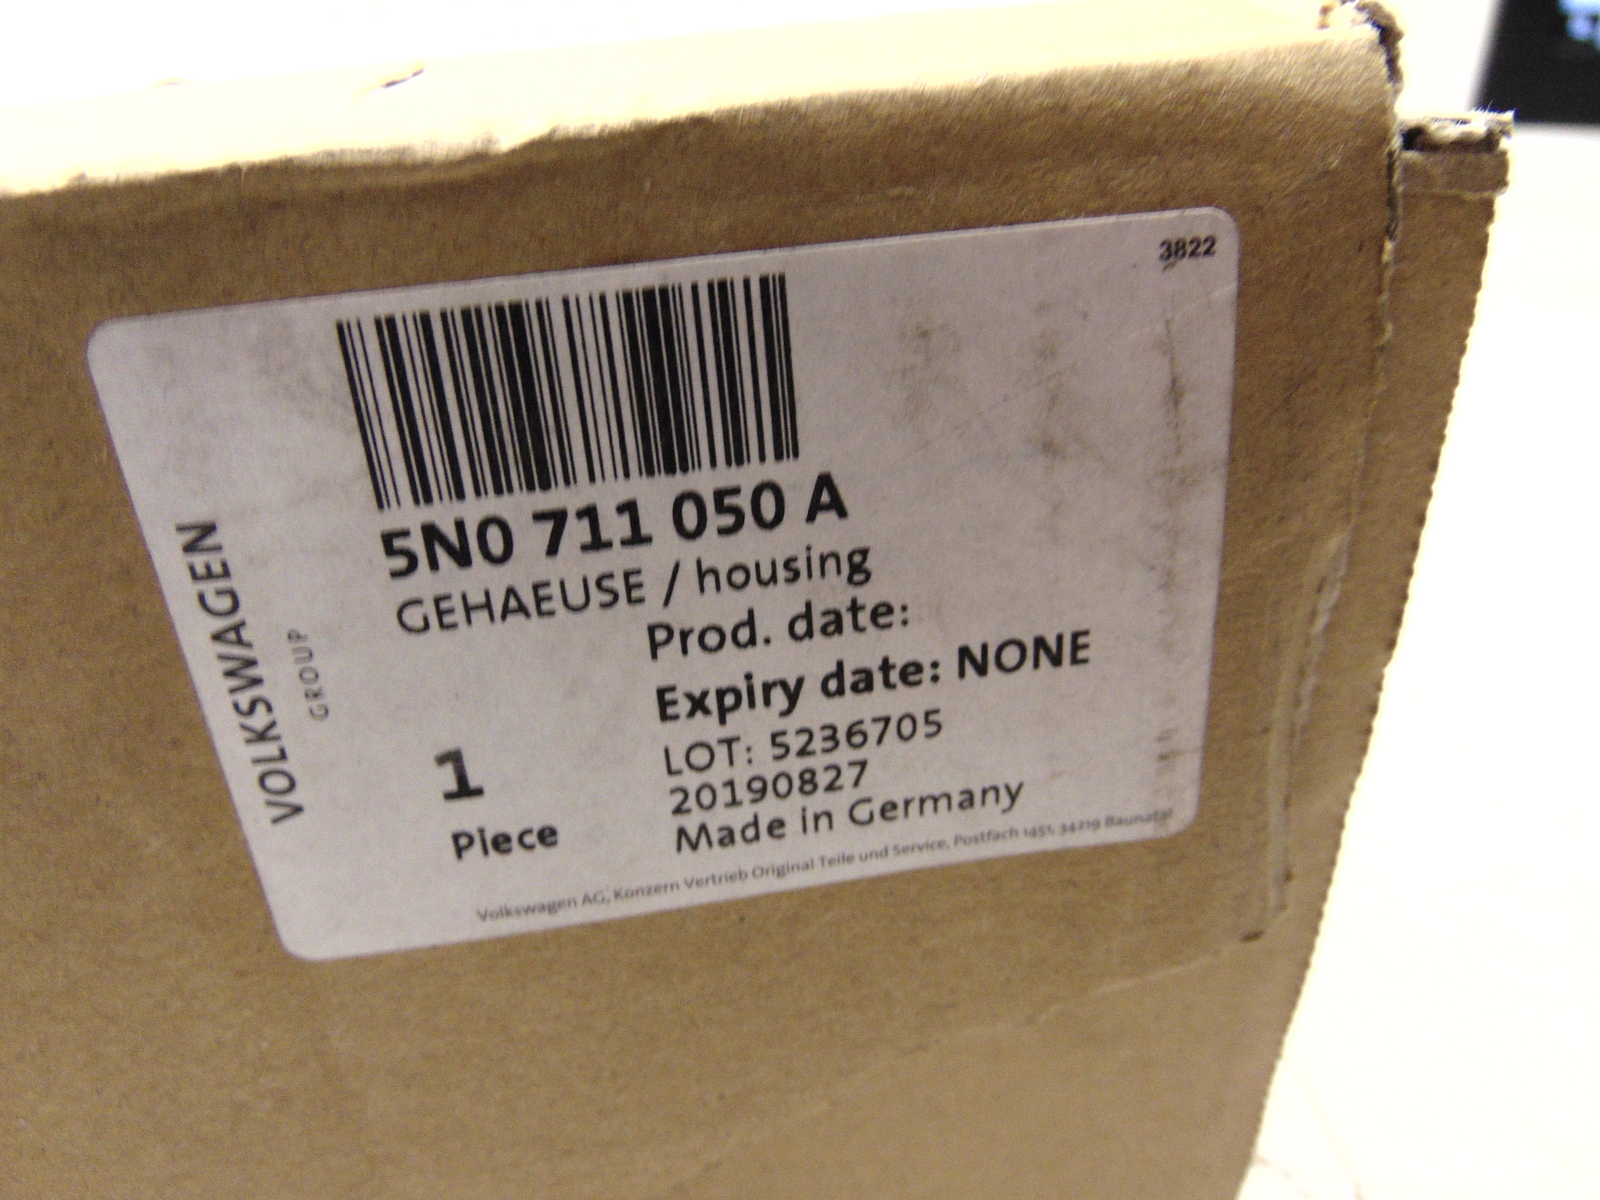 3822
5N0 711 050 A
GEHAEUSE / housing
Prod. date:
Expiry date: NONE
LOT: 5236705
20190827
Made in Germany
1
Piece
VOLKSWAGEN
GROUP
Volkswagen AG, Konzern Vertrieb Original Teile und Service, Postfach 1451, 34219 Baunatal